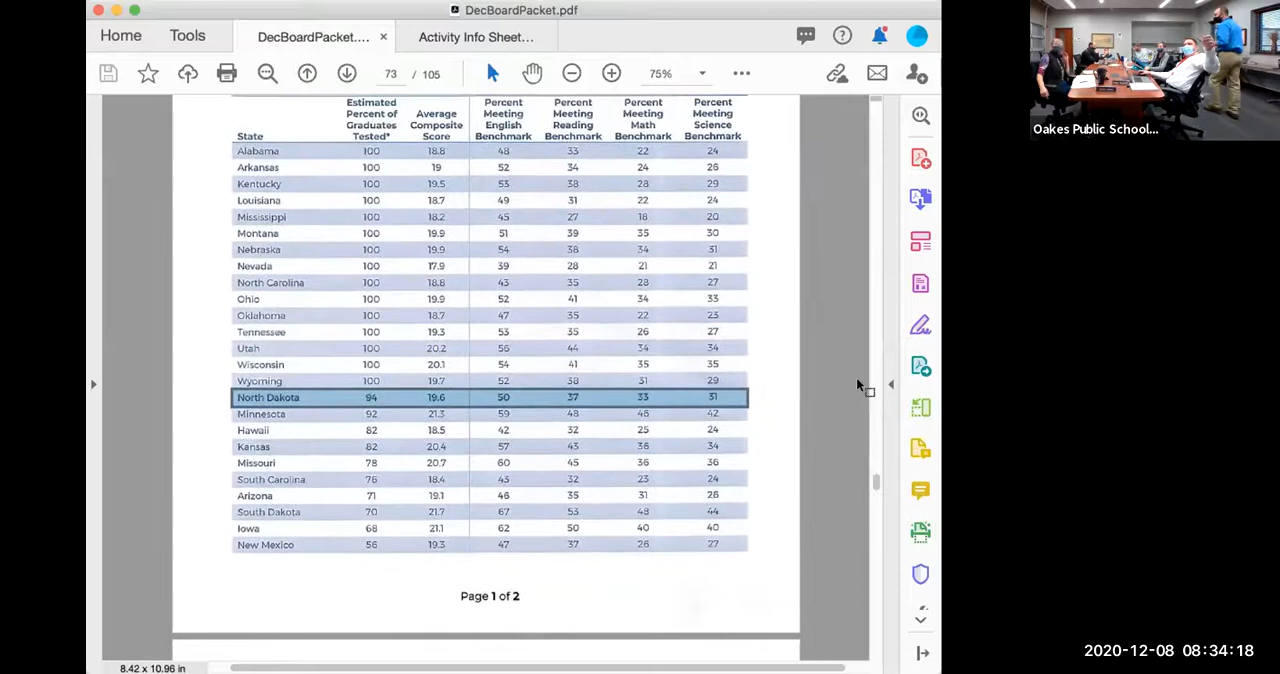 DecBoardPacket.pdf
Home Tools DecBoardPacket.... × Activity Info Sheet...
73 / 105 75%
Oakes Public School...
State Estimated Percent of Graduates Tested* Average Composite Score Percent Meeting English Benchmark Percent Meeting Reading Benchmark Percent Meeting Math Benchmark Percent Meeting Science Benchmark
Alabama 100 18.8 48 33 22 24
Arkansas 100 19 52 34 24 26
Kentucky 100 19.5 53 38 28 29
Louisiana 100 18.7 49 31 22 24
Mississippi 100 18.2 45 27 18 20
Montana 100 19.9 51 39 35 30
Nebraska 100 19.9 54 38 34 31
Nevada 100 17.9 39 28 21 21
North Carolina 100 18.8 43 35 28 27
Ohio 100 19.9 52 41 34 33
Oklahoma 100 18.7 47 35 22 23
Tennessee 100 19.3 53 35 26 27
Utah 100 20.2 56 44 34 34
Wisconsin 100 20.1 54 41 35 35
Wyoming 100 19.7 52 38 31 29
North Dakota 94 19.6 50 37 33 31
Minnesota 92 21.3 59 48 46 42
Hawaii 82 18.5 42 32 25 24
Kansas 82 20.4 57 43 36 34
Missouri 78 20.7 60 45 36 36
South Carolina 76 18.4 43 32 23 24
Arizona 71 19.1 46 35 31 26
South Dakota 70 21.7 67 53 48 44
Iowa 68 21.1 62 50 40 40
New Mexico 56 19.3 47 37 26 27
Page 1 of 2
8.42 x 10.96 in
2020-12-08 08:34:18